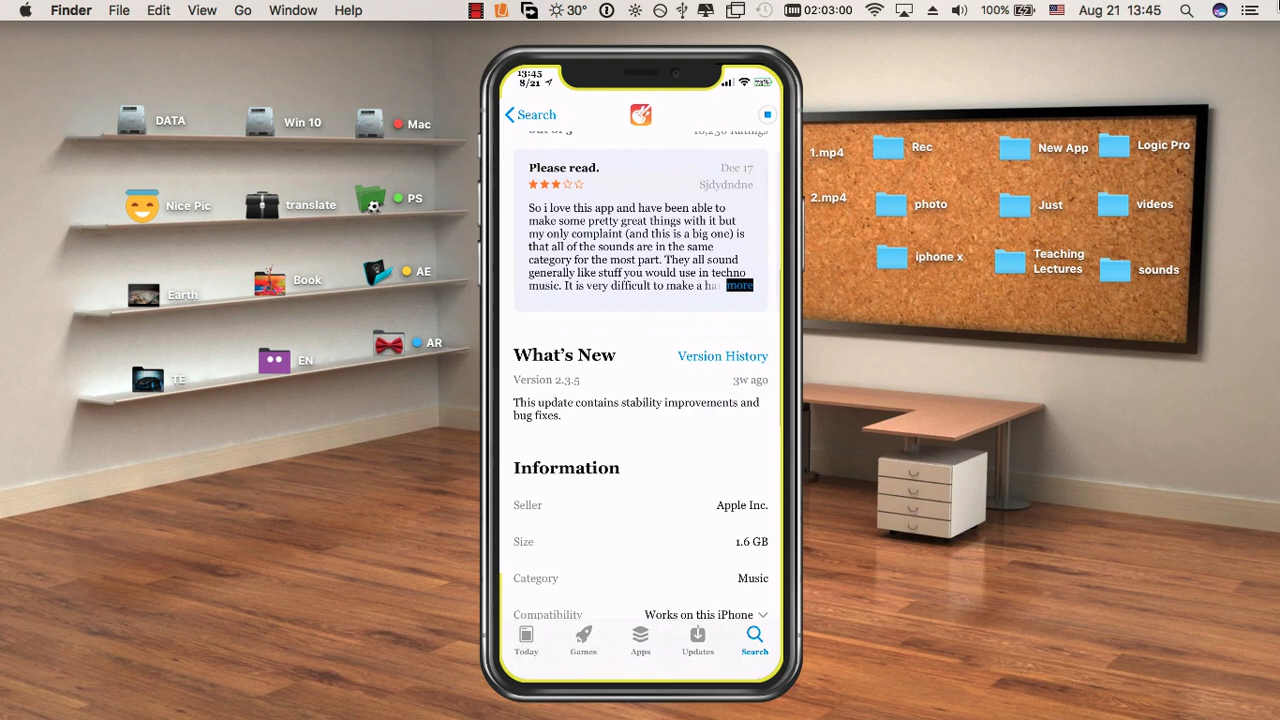 Finder File Edit View Go Window Help 30° 02:03:00 100% Aug 21 13:45
DATA
Win 10
Mac
Nice Pic
translate
PS
Earth
Book
AE
TE
EN
AR
13:45
8/21
Search
Please read. Dec 17
Sjdydndne
So i love this app and have been able to
make some pretty great things with it but
my only complaint (and this is a big one) is
that all of the sounds are in the same
category for the most part. They all sound
generally like stuff you would use in techno
music. It is very difficult to make a ha more
What's New Version History
Version 2.3.5 3w ago
This update contains stability improvements and
bug fixes.
Information
Seller Apple Inc.
Size 1.6 GB
Category Music
Compatibility Works on this iPhone
Today Games Apps Updates Search
1.mp4
Rec
New App
Logic Pro
2.mp4
photo
Just
videos
iphone x
Teaching
Lectures
sounds